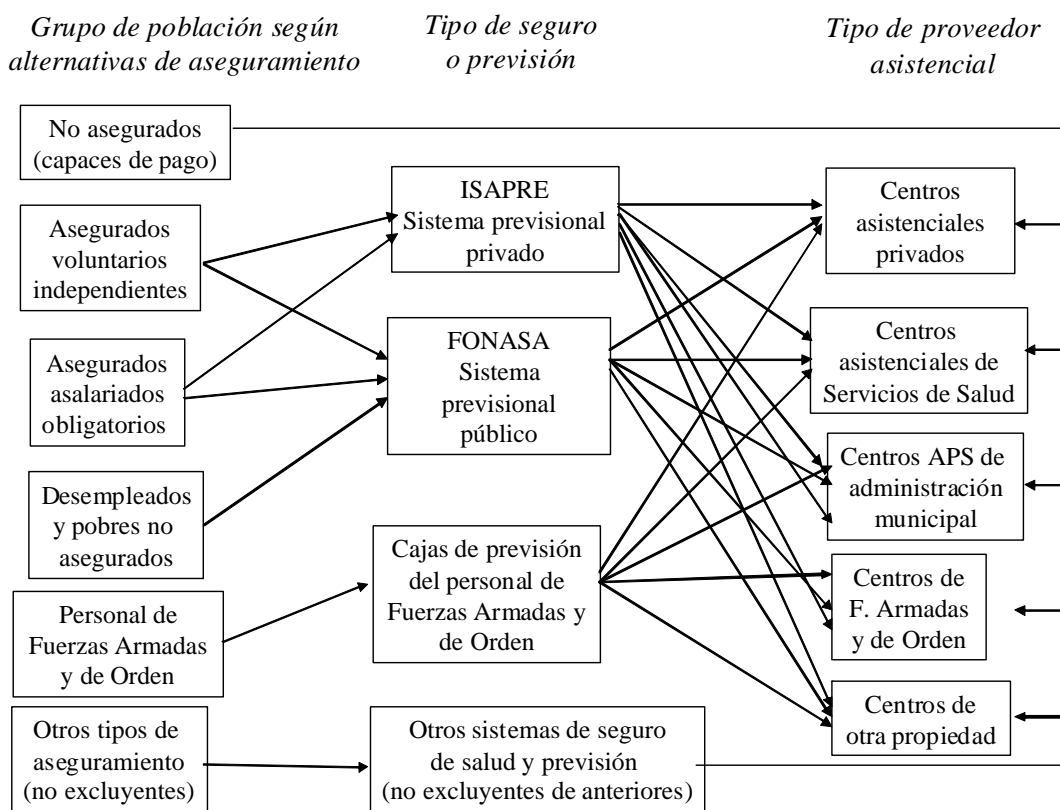 Grupo de población según
alternativas de aseguramiento
Tipo de seguro
o previsión
Tipo de proveedor
asistencial
No asegurados
(capaces de pago)
Asegurados
voluntarios
independientes
Asegurados
asalariados
obligatorios
Desempleados
y pobres no
asegurados
Personal de
Fuerzas Armadas
y de Orden
Otros tipos de
aseguramiento
(no excluyentes)
ISAPRE
Sistema previsional
privado
FONASA
Sistema
previsional
público
Cajas de previsión
del personal de
Fuerzas Armadas y
de Orden
Otros sistemas de seguro
de salud y previsión
(no excluyentes de anteriores)
Centros
asistenciales
privados
Centros
asistenciales de
Servicios de Salud
Centros APS de
administración
municipal
Centros de
F. Armadas
y de Orden
Centros de
otra propiedad